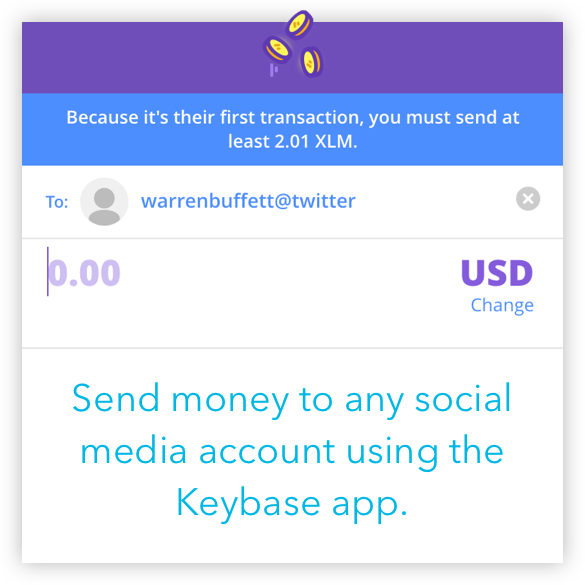 Because it's their first transaction, you must send at
least 2.01 XLM.
To: warrenbuffett@twitter
0.00 USD
Change
Send money to any social
media account using the
Keybase app.